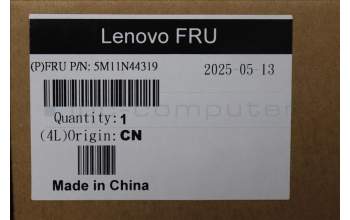 Lenovo FRU
(P)FRU P/N: 5M11N44319 2025-05-13
Quantity:1
(4L)Origin:CN
Made in China